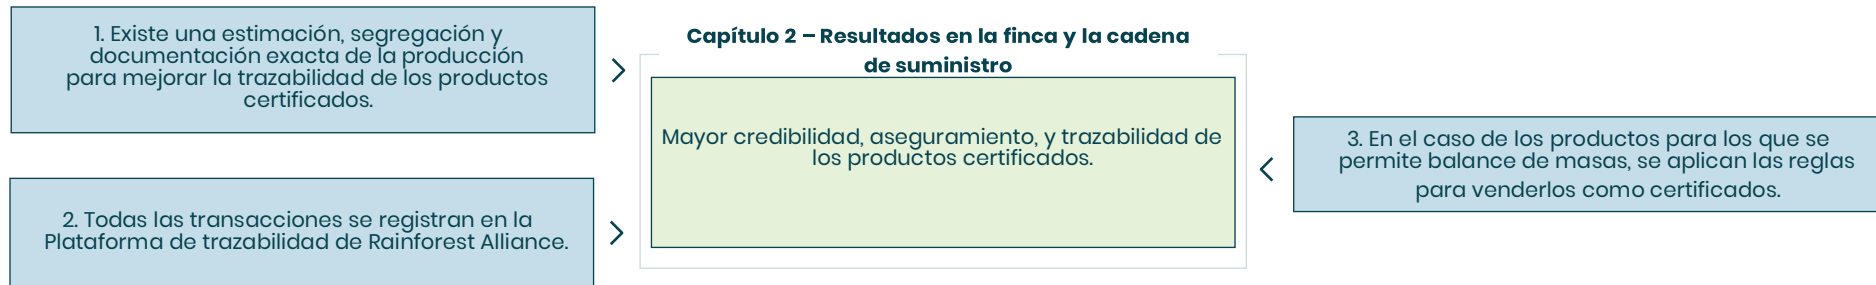 1. Existe una estimación, segregación y
documentación exacta de la producción
para mejorar la trazabilidad de los productos
certificados.
2. Todas las transacciones se registran en la
Plataforma de trazabilidad de Rainforest Alliance.
Capítulo 2 – Resultados en la finca y la cadena
de suministro
Mayor credibilidad, aseguramiento, y trazabilidad de
los productos certificados.
3. En el caso de los productos para los que se
permite balance de masas, se aplican las reglas
para venderlos como certificados.